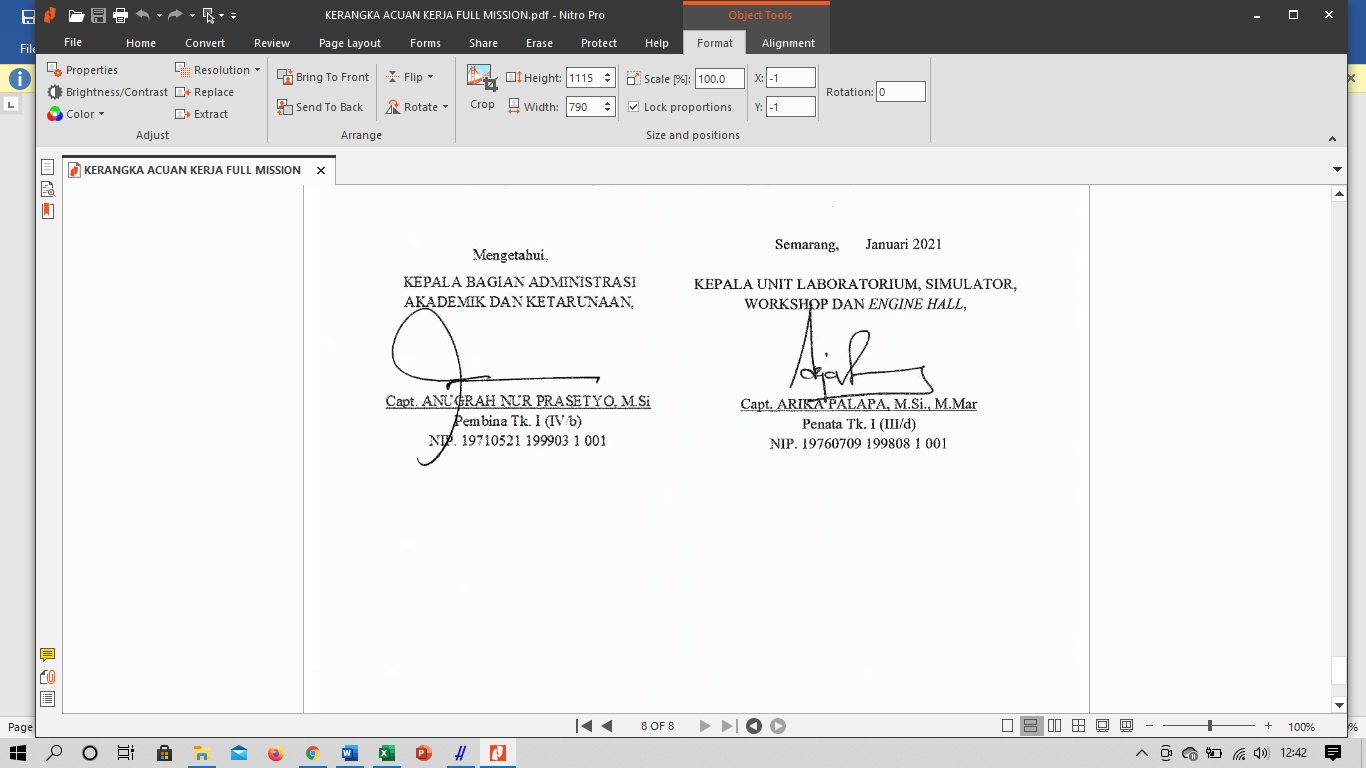 KERANGKA ACUAN KERJA FULL MISSION.pdf - Nitro Pro
Object Tools
File
Home
Convert
Review
Page Layout
Forms
Share
Erase
Protect
Help
Format
Alignment
Properties
Brightness/Contrast
Color
Resolution
Replace
Extract
Adjust
Bring To Front
Send To Back
Flip
Rotate
Arrange
Crop
Height: 1115
Width: 790
Scale [%]: 100.0
Lock proportions
X: -1
Y: -1
Size and positions
Rotation: 0
KERANGKA ACUAN KERJA FULL MISSION
Mengetahui,
KEPALA BAGIAN ADMINISTRASI
AKADEMIK DAN KETARUNAAN,
Capt. ANUGRAH NUR PRASETYO, M.Si
Pembina Tk. I (IV/b)
NIP. 19710521 199903 1 001
Semarang, Januari 2021
KEPALA UNIT LABORATORIUM, SIMULATOR,
WORKSHOP DAN ENGINE HALL,
Capt. ARIKA PALAPA, M.Si., M.Mar
Penata Tk. I (III/d)
NIP. 19760709 199808 1 001
Page
8 OF 8
100%
12:42